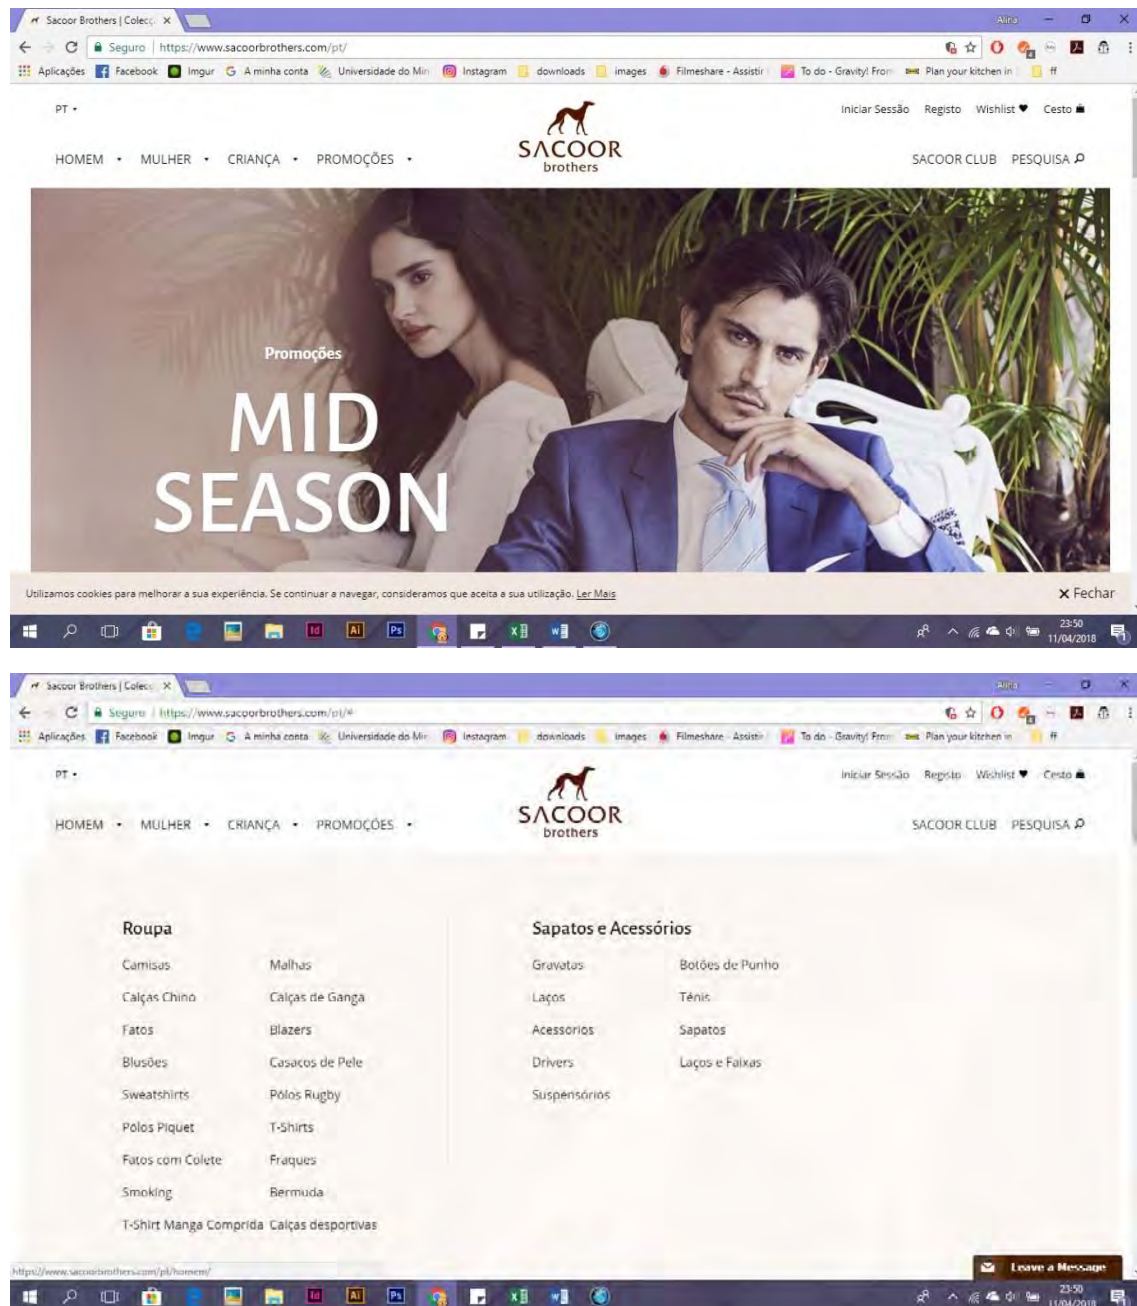 Sacoor Brothers | Colecç
Alina
Seguro | https://www.sacoorbrothers.com/pt/
Aplicações Facebook Imgur A minha conta Universidade do Min Instagram downloads images Filmeshare - Assistir To do - Gravity! From Plan your kitchen in ff
PT
Iniciar Sessão Registo Wishlist Cesto
SACOOR
brothers
HOMEM MULHER CRIANÇA PROMOÇÕES
SACOOR CLUB PESQUISA
Promoções
MID
SEASON
Utilizamos cookies para melhorar a sua experiência. Se continuar a navegar, consideramos que aceita a sua utilização. Ler Mais
Fechar
23:50
11/04/2018
Sacoor Brothers | Colecç
Alina
Seguro | https://www.sacoorbrothers.com/pt/#
Aplicações Facebook Imgur A minha conta Universidade do Min Instagram downloads images Filmeshare - Assistir To do - Gravity! From Plan your kitchen in ff
PT
Iniciar Sessão Registo Wishlist Cesto
SACOOR
brothers
HOMEM MULHER CRIANÇA PROMOÇÕES
SACOOR CLUB PESQUISA
Roupa Sapatos e Acessórios
Camisas Malhas Gravatas Botões de Punho
Calças Chino Calças de Ganga Laços Ténis
Fatos Blazers Acessorios Sapatos
Blusões Casacos de Pele Drivers Laços e Faixas
Sweatshirts Pólos Rugby Suspensórios
Polos Piquet T-Shirts
Fatos com Colete Fraques
Smoking Bermuda
T-Shirt Manga Comprida Calças desportivas
https://www.sacoorbrothers.com/pt/homem/
Leave a Message
23:50
11/04/2018